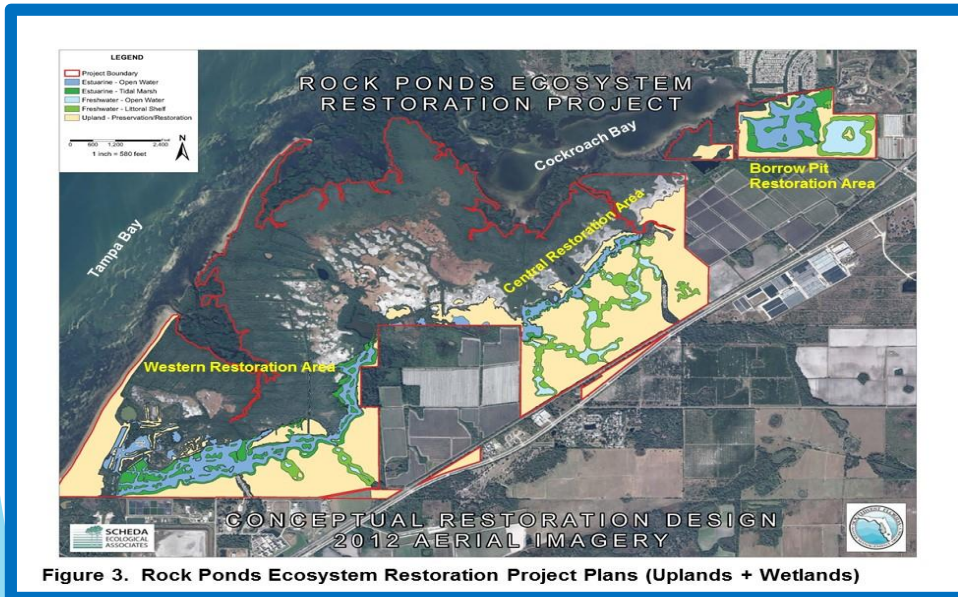 LEGEND
Project Boundary
Estuarine - Open Water
Estuarine - Tidal Marsh
Freshwater - Open Water
Freshwater - Littoral Shelf
Upland - Preservation/Restoration
0 600 1,200 2,400
1 inch = 580 feet
N
ROCK PONDS ECOSYSTEM
RESTORATION PROJECT
Cockroach Bay
Borrow Pit
Restoration Area
Central Restoration Area
Tampa Bay
Western Restoration Area
CONCEPTUAL RESTORATION DESIGN
2012 AERIAL IMAGERY
SCHEDA
ECOLOGICAL
ASSOCIATES
Figure 3. Rock Ponds Ecosystem Restoration Project Plans (Uplands + Wetlands)